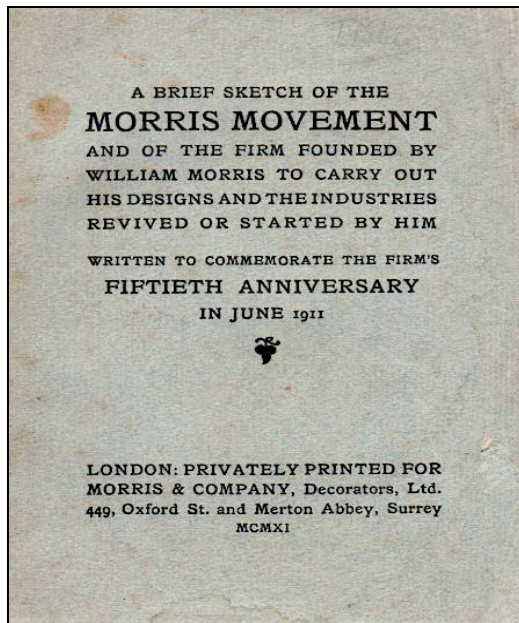 A BRIEF SKETCH OF THE
MORRIS MOVEMENT
AND OF THE FIRM FOUNDED BY
WILLIAM MORRIS TO CARRY OUT
HIS DESIGNS AND THE INDUSTRIES
REVIVED OR STARTED BY HIM
WRITTEN TO COMMEMORATE THE FIRM'S
FIFTIETH ANNIVERSARY
IN JUNE 1911
LONDON: PRIVATELY PRINTED FOR
MORRIS & COMPANY, Decorators, Ltd.
449, Oxford St. and Merton Abbey, Surrey
MCMXI